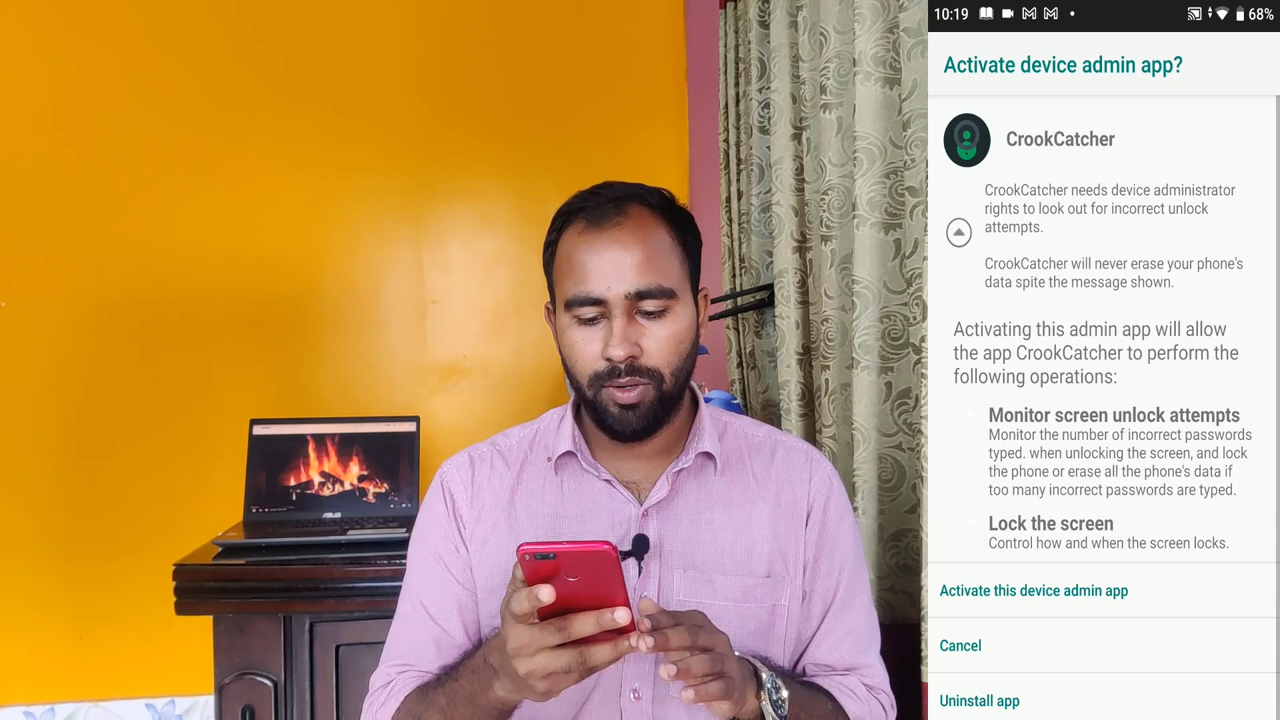 10:19
68%
Activate device admin app?
CrookCatcher
CrookCatcher needs device administrator
rights to look out for incorrect unlock
attempts.
CrookCatcher will never erase your phone's
data spite the message shown.
Activating this admin app will allow
the app CrookCatcher to perform the
following operations:
Monitor screen unlock attempts
Monitor the number of incorrect passwords
typed. when unlocking the screen, and lock
the phone or erase all the phone's data if
too many incorrect passwords are typed.
Lock the screen
Control how and when the screen locks.
Activate this device admin app
Cancel
Uninstall app
ASUS